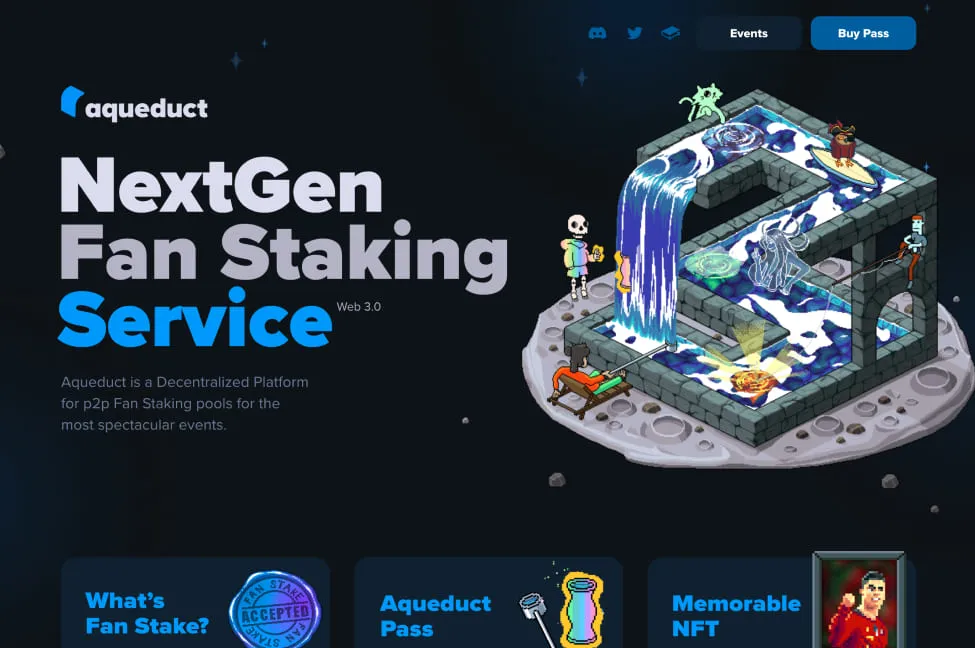 Events
Buy Pass
aqueduct
NextGen
Fan Staking
Service
Web 3.0
Aqueduct is a Decentralized Platform
for p2p Fan Staking pools for the
most spectacular events.
What's
Fan Stake?
FAN STAKE
ACCEPTED
FAN STAKE
Aqueduct
Pass
Memorable
NFT